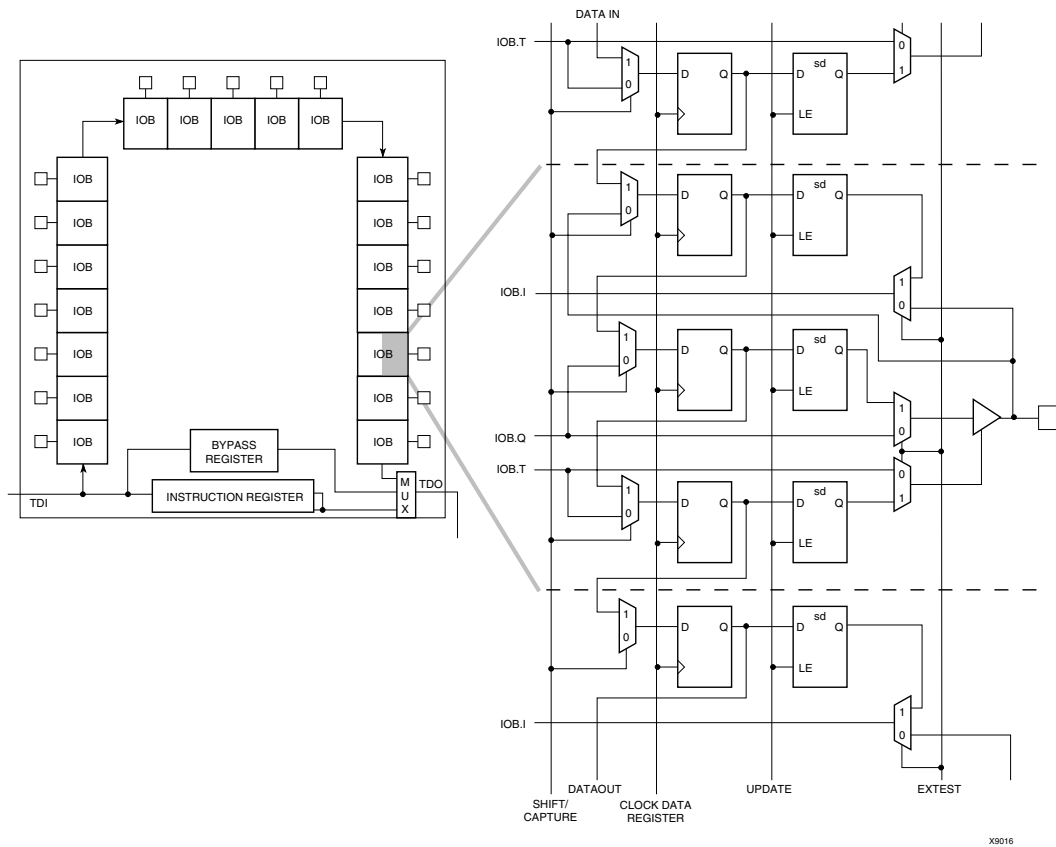 DATA IN
IOB.T
1
0
D Q
D sd Q
LE
0
1
IOB IOB IOB IOB IOB
IOB
IOB
IOB
IOB
IOB
IOB
IOB
IOB
IOB
IOB
IOB
IOB
IOB
IOB
BYPASS
REGISTER
INSTRUCTION REGISTER
TDI
M
U
X
TDO
1
0
D Q
D sd Q
LE
IOB.I
1
0
1
0
D Q
D sd Q
LE
1
0
IOB.Q
IOB.T
0
1
1
0
D Q
D sd Q
LE
1
0
D Q
D sd Q
LE
IOB.I
1
0
SHIFT/
CAPTURE
DATAOUT
CLOCK DATA
REGISTER
UPDATE
EXTEST
X9016